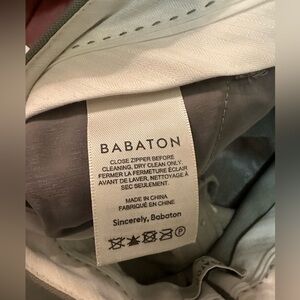 BABATON
CLOSE ZIPPER BEFORE
CLEANING, DRY CLEAN ONLY.
FERMER LA FERMETURE ÉCLAIR
AVANT DE LAVER, NETTOYAGE À
SEC SEULEMENT.
MADE IN CHINA
FABRIQUÉ EN CHINE
Sincerely, Babaton
P